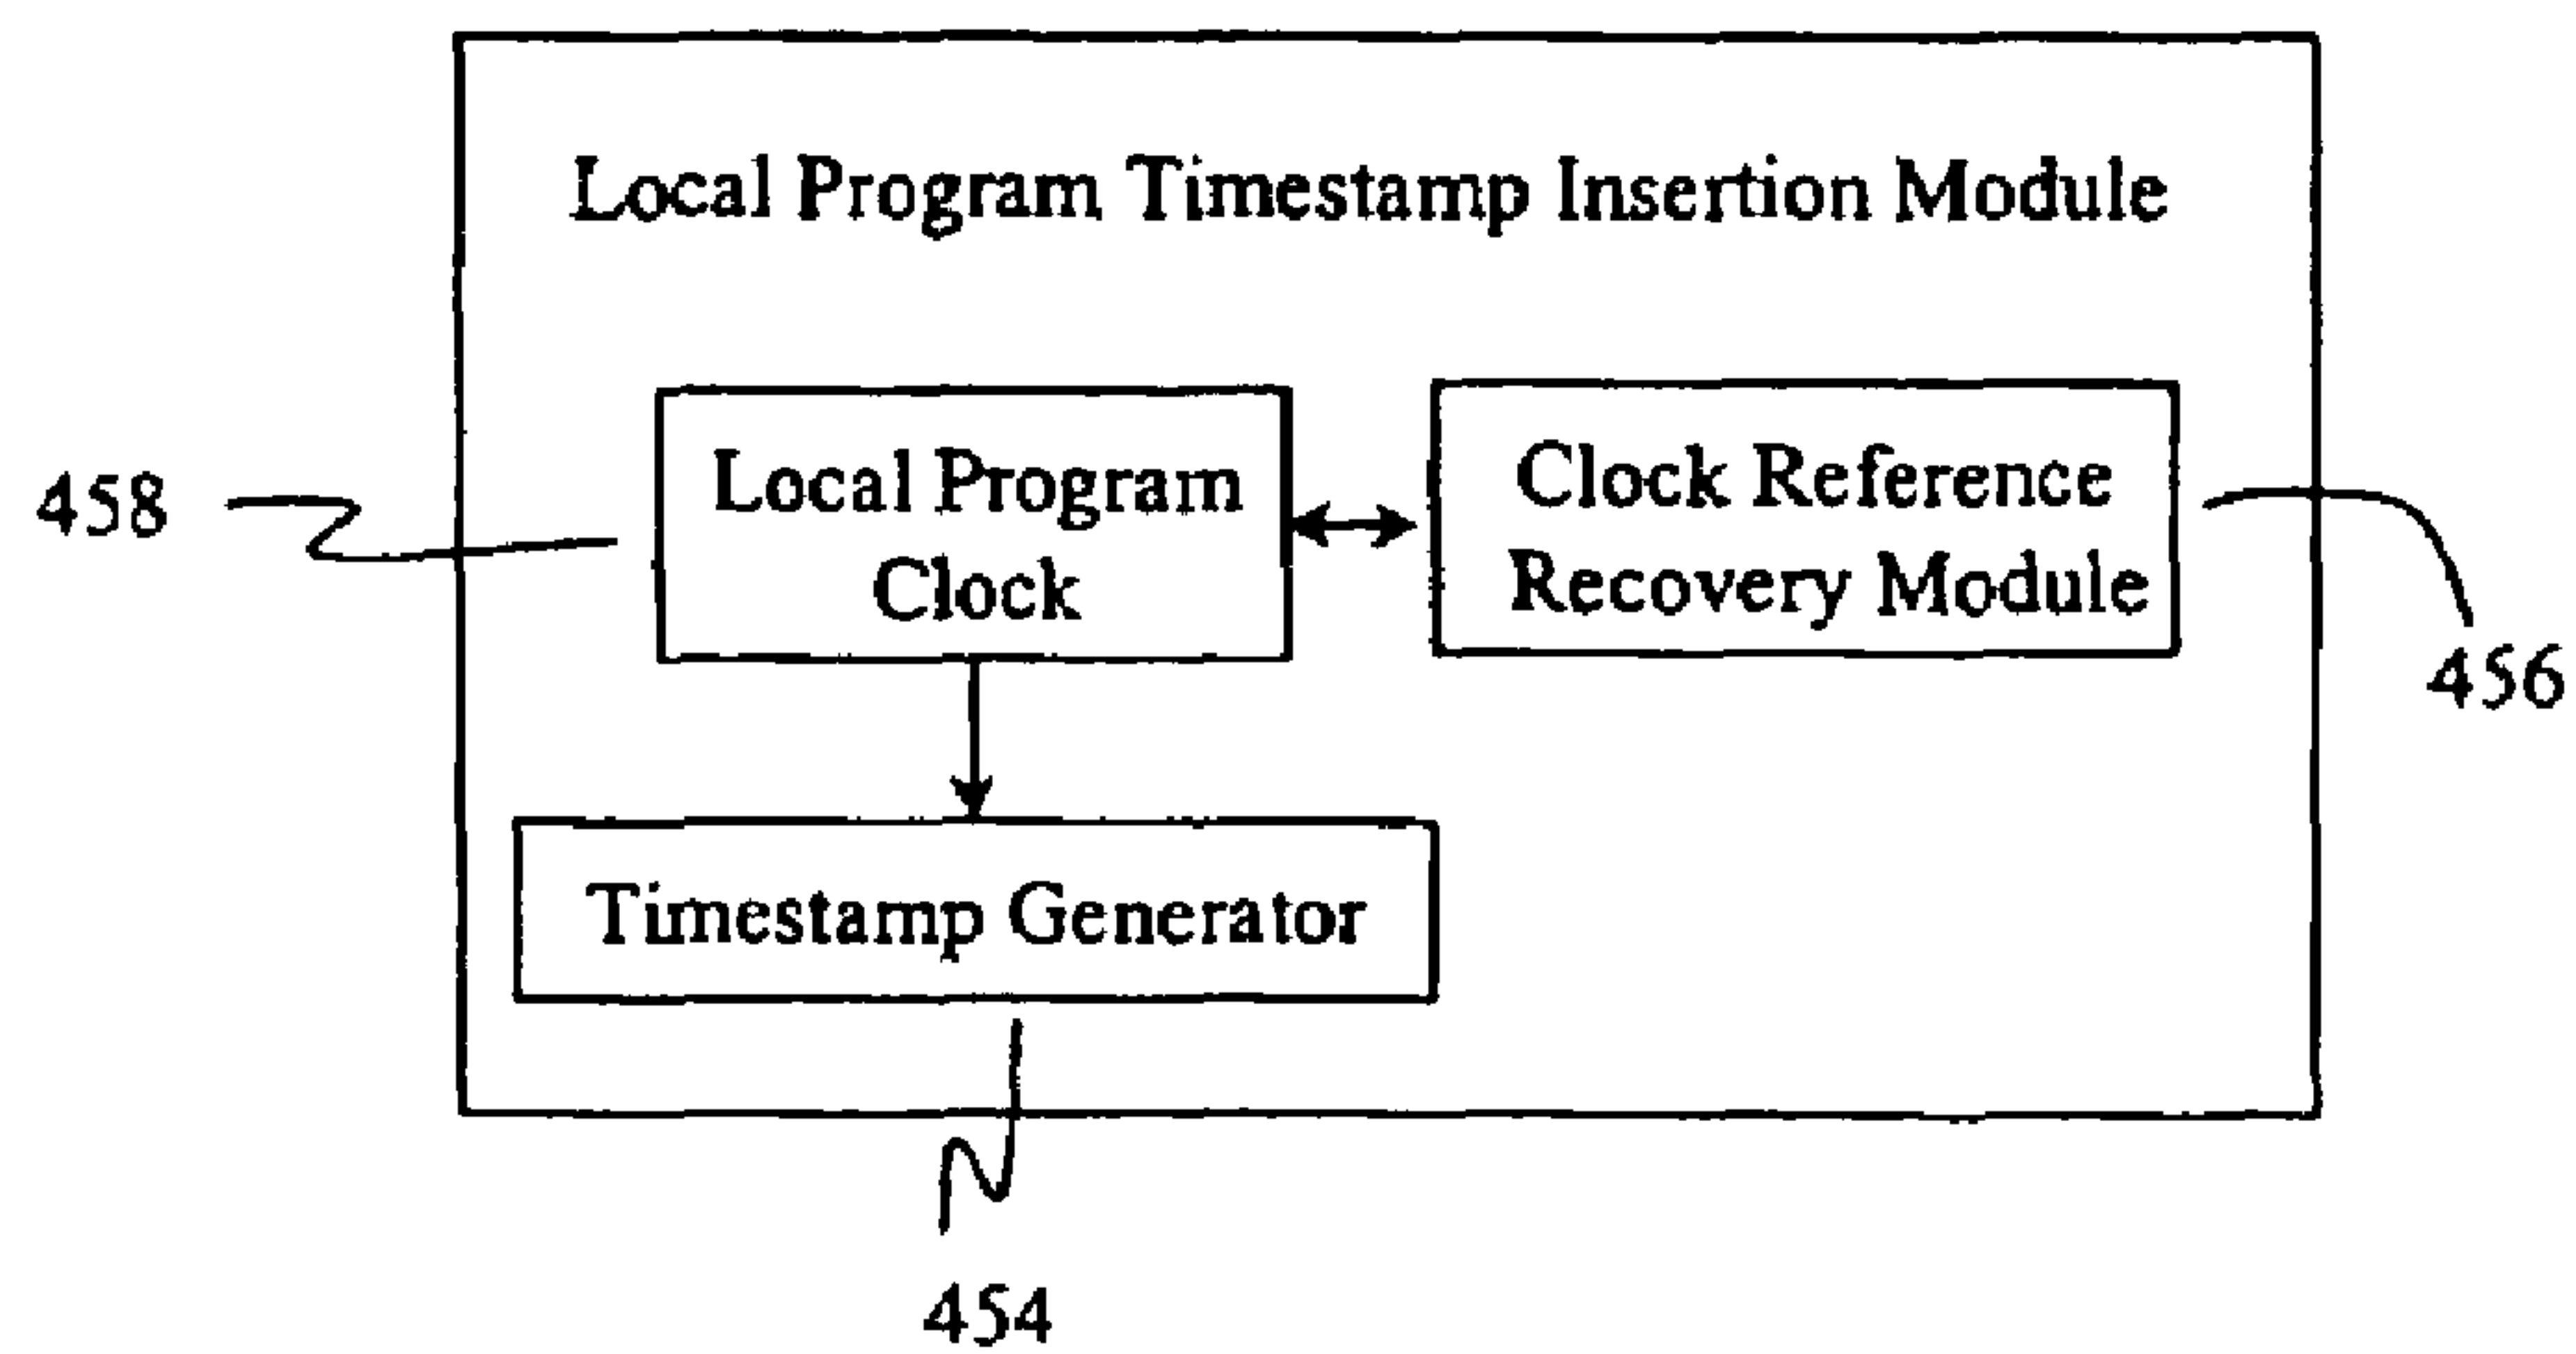 Local Program Timestamp Insertion Module
Local Program
Clock
Clock Reference
Recovery Module
458
456
Timestamp Generator
454